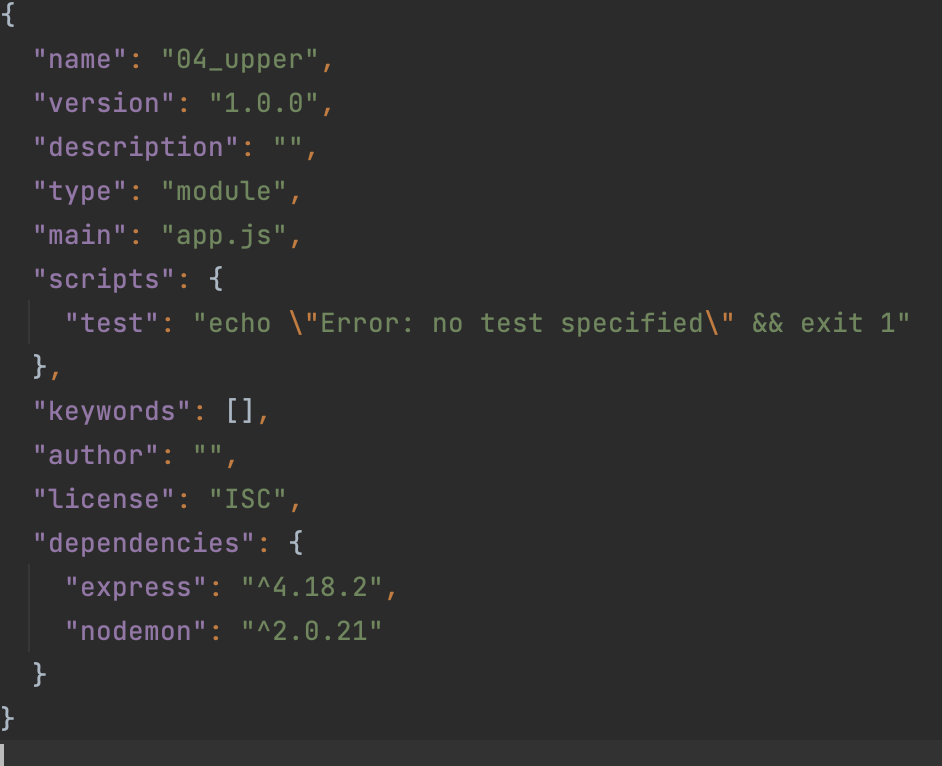 {
"name": "04_upper",
"version": "1.0.0",
"description": "",
"type": "module",
"main": "app.js",
"scripts": {
"test": "echo \"Error: no test specified\" && exit 1"
},
"keywords": [],
"author": "",
"license": "ISC",
"dependencies": {
"express": "^4.18.2",
"nodemon": "^2.0.21"
}
}